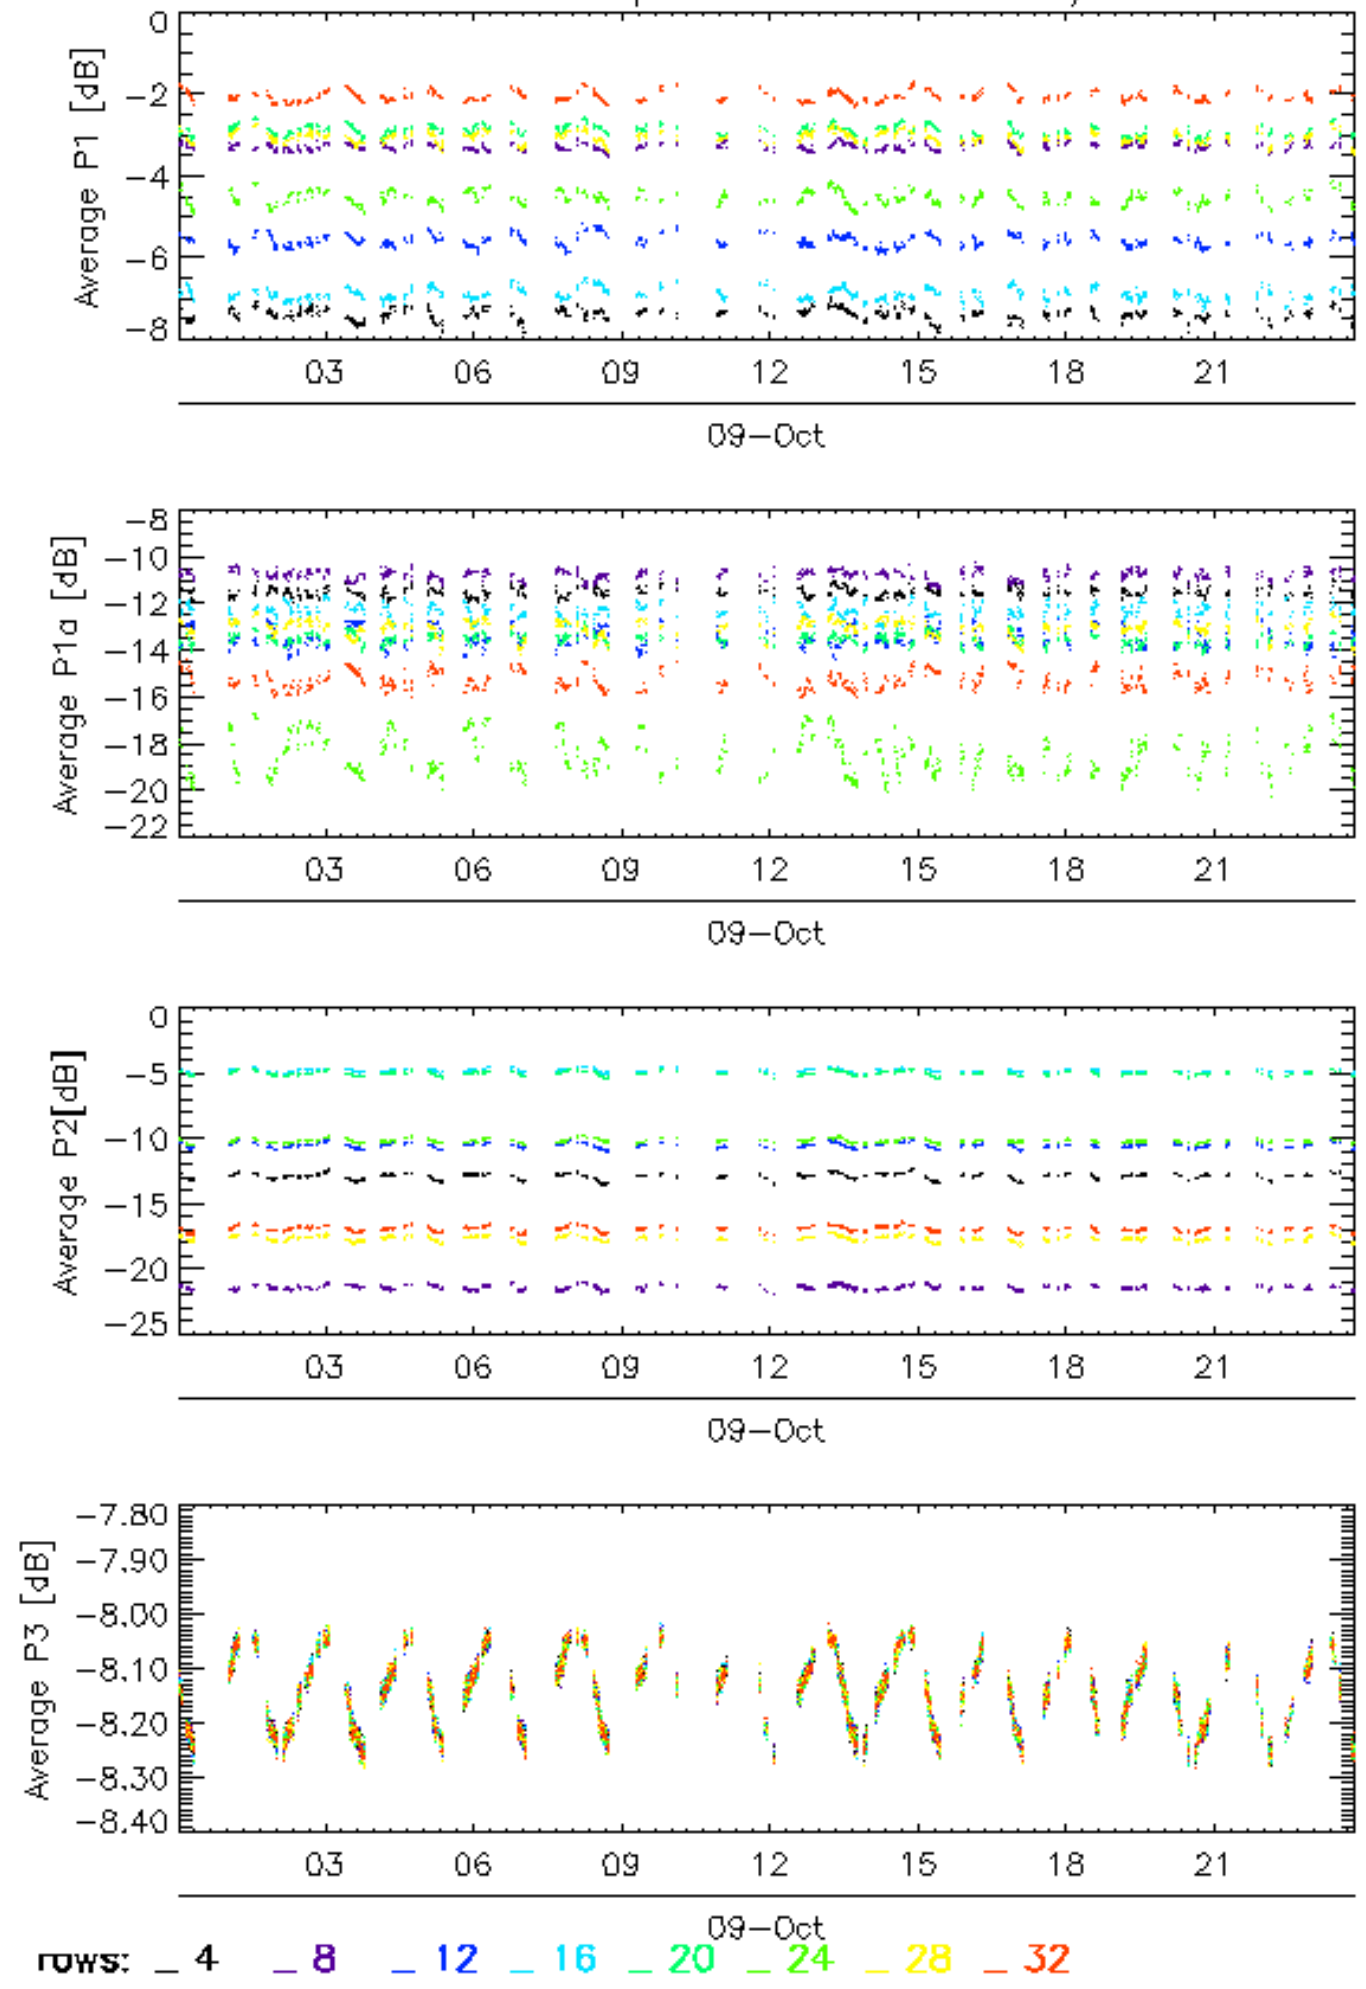 Average P1 [dB]
0
−2
−4
−6
−8
03 06 09 12 15 18 21
09−Oct
Average P1a [dB]
−8
−10
−12
−14
−16
−18
−20
−22
03 06 09 12 15 18 21
09−Oct
Average P2[dB]
0
−5
−10
−15
−20
−25
03 06 09 12 15 18 21
09−Oct
Average P3 [dB]
−7.80
−7.90
−8.00
−8.10
−8.20
−8.30
−8.40
03 06 09 12 15 18 21
09−Oct
rows: _ 4 _ 8 _ 12 _ 16 _ 20 _ 24 _ 28 _ 32